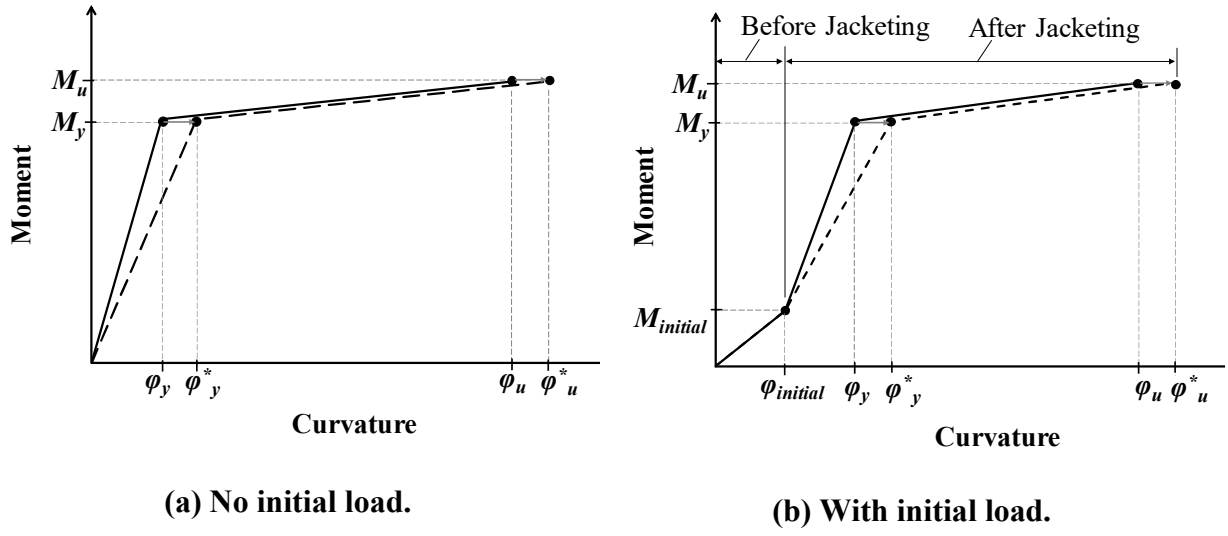 M_u
M_y
Moment
φ_y φ*_y φ_u φ*_u
Curvature
(a) No initial load.
Before Jacketing After Jacketing
M_u
M_y
M_initial
Moment
φ_initial φ_y φ*_y φ_u φ*_u
Curvature
(b) With initial load.